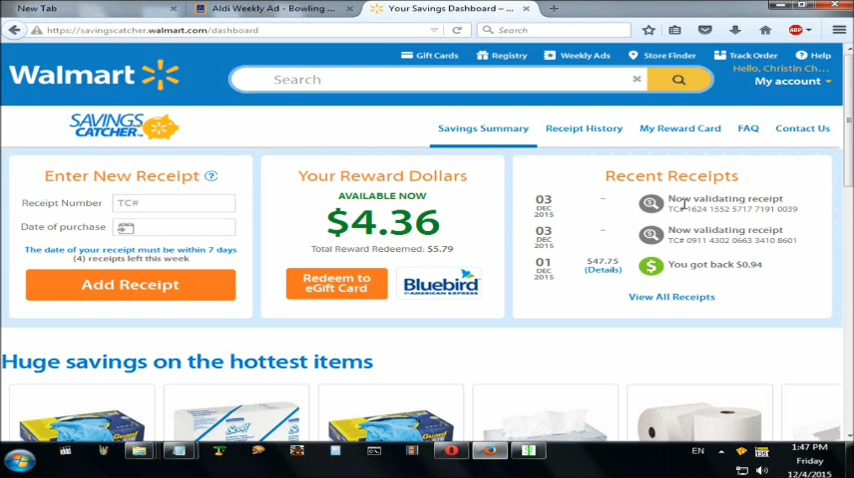 New Tab
Aldi Weekly Ad - Bowling ...
Your Savings Dashboard – ...
https://savingscatcher.walmart.com/dashboard
Search
ABP
Gift Cards
Registry
Weekly Ads
Store Finder
Track Order
Help
Walmart
Search
Hello, Christin Ch...
My account
SAVINGS CATCHER
Savings Summary
Receipt History
My Reward Card
FAQ
Contact Us
Enter New Receipt ?
Receipt Number TC#
Date of purchase
The date of your receipt must be within 7 days
(4) receipts left this week
Add Receipt
Your Reward Dollars
AVAILABLE NOW
$4.36
Total Reward Redeemed: $5.79
Redeem to
eGift Card
Bluebird
AMERICAN EXPRESS
Recent Receipts
03 DEC 2015 – Now validating receipt
TC# 1624 1552 5717 7191 0039
03 DEC 2015 – Now validating receipt
TC# 0911 4302 0663 3410 8601
01 DEC 2015 $47.75 (Details) $ You got back $0.94
View All Receipts
Huge savings on the hottest items
Guard
Scott
Guard
EN
1:47 PM
Friday
12/4/2015